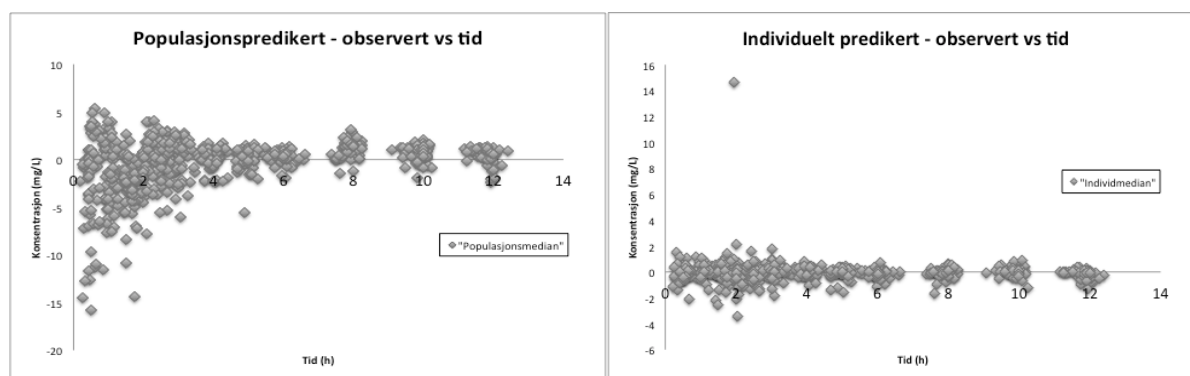 Populasjonspredikert - observert vs tid
10
5
0
-5
-10
-15
-20
0 2 4 6 8 10 12 14
Konsentrasjon (mg/L)
Tid (h)
"Populasjonsmedian"
Individuelt predikert - observert vs tid
16
14
12
10
8
6
4
2
0
-2
-4
-6
0 2 4 6 8 10 12 14
Konsentrasjon (mg/L)
Tid (h)
"Individmedian"